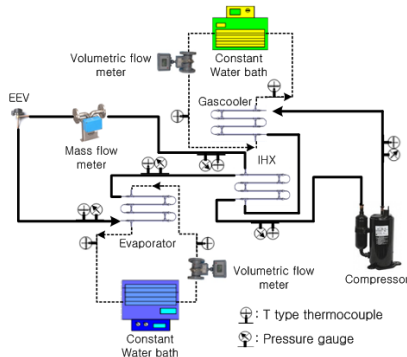 Volumetric flow
meter
Constant
Water bath
EEV
Gascooler
Mass flow
meter
IHX
Evaporator
Volumetric flow
meter
Compressor
Constant
Water bath
: T type thermocouple
: Pressure gauge